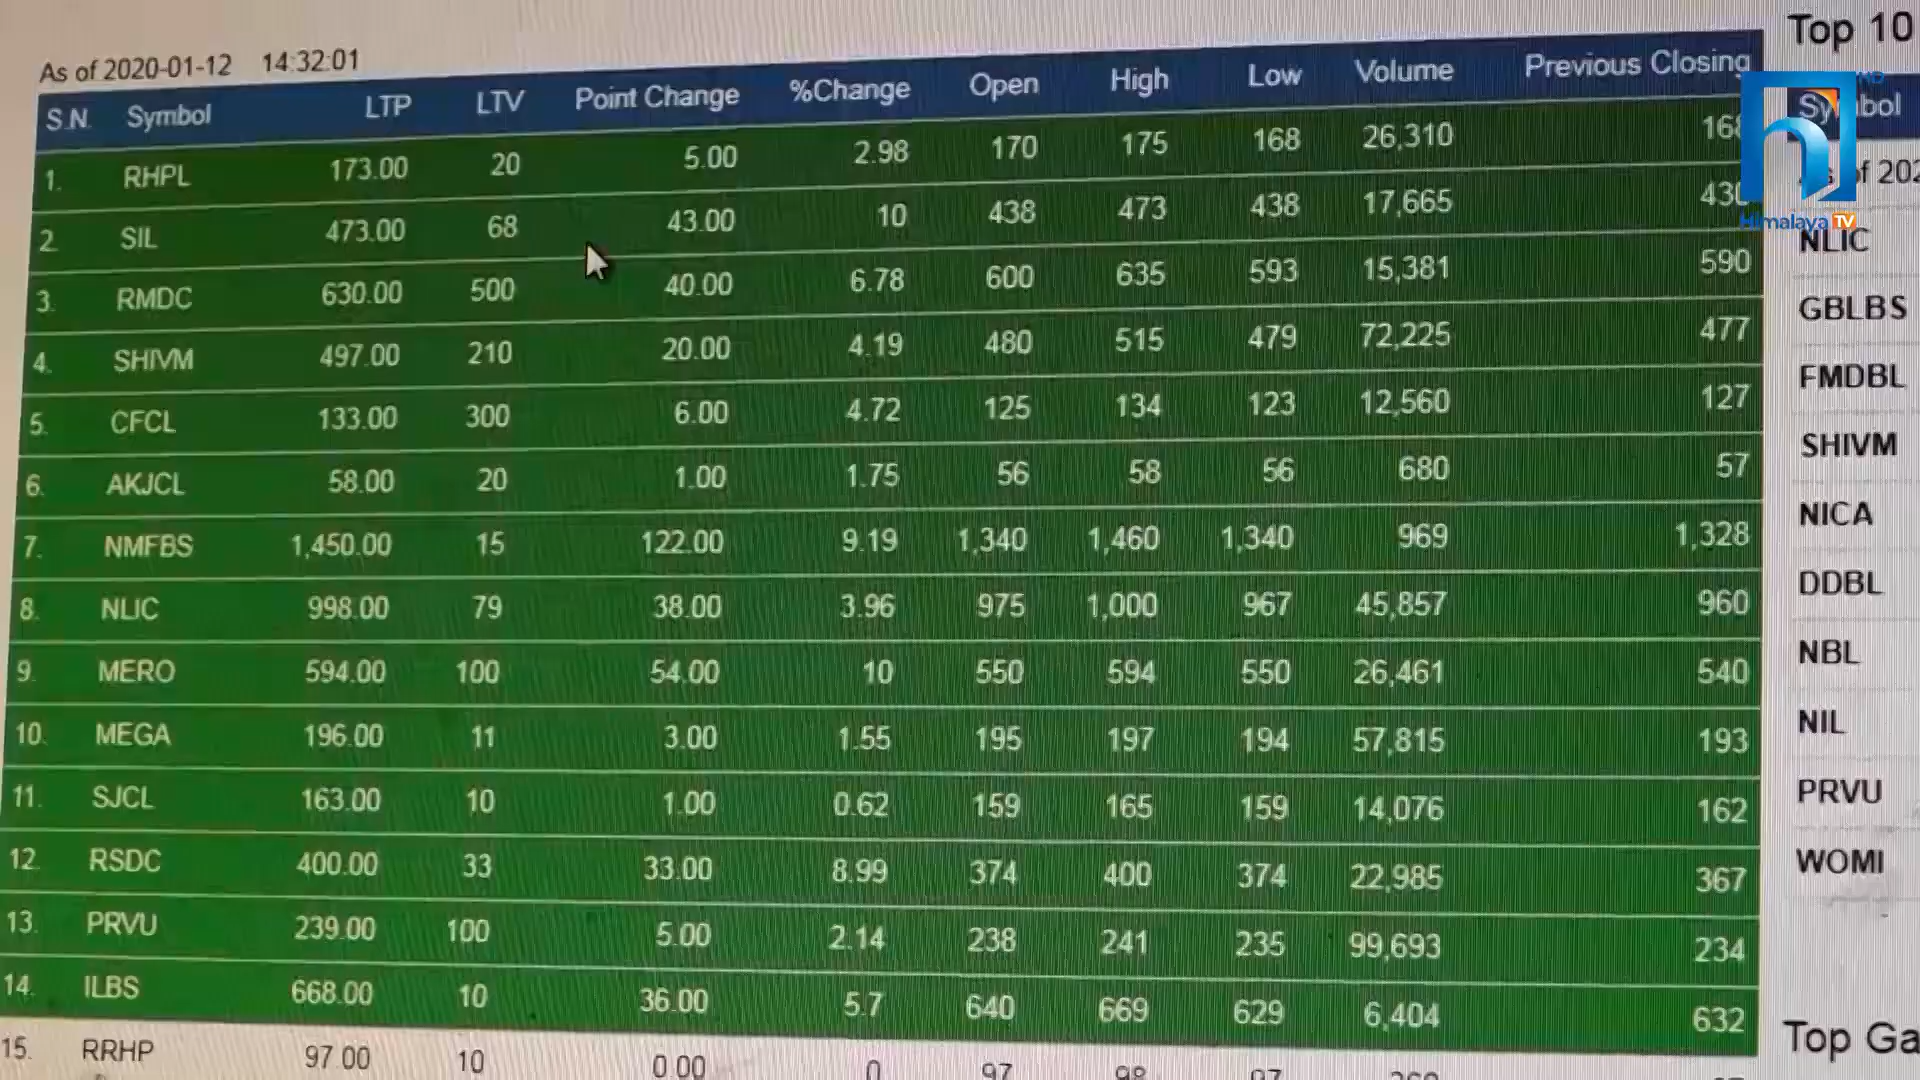 As of 2020-01-12 14:32:01
S.N. Symbol LTP LTV Point Change %Change Open High Low Volume Previous Closing
1. RHPL 173.00 20 5.00 2.98 170 175 168 26,310 168
2. SIL 473.00 68 43.00 10 438 473 438 17,665 430
3. RMDC 630.00 500 40.00 6.78 600 635 593 15,381 590
4. SHIVM 497.00 210 20.00 4.19 480 515 479 72,225 477
5. CFCL 133.00 300 6.00 4.72 125 134 123 12,560 127
6. AKJCL 58.00 20 1.00 1.75 56 58 56 680 57
7. NMFBS 1,450.00 15 122.00 9.19 1,340 1,460 1,340 969 1,328
8. NLIC 998.00 79 38.00 3.96 975 1,000 967 45,857 960
9. MERO 594.00 100 54.00 10 550 594 550 26,461 540
10. MEGA 196.00 11 3.00 1.55 195 197 194 57,815 193
11. SJCL 163.00 10 1.00 0.62 159 165 159 14,076 162
12. RSDC 400.00 33 33.00 8.99 374 400 374 22,985 367
13. PRVU 239.00 100 5.00 2.14 238 241 235 99,693 234
14. ILBS 668.00 10 36.00 5.7 640 669 629 6,404 632
15. RRHP 97.00 10 0.00 0 97 98 97
Top 10
Symbol
As of 202
NLIC
GBLBS
FMDBL
SHIVM
NICA
DDBL
NBL
NIL
PRVU
WOMI
Top Ga
HD
Himalaya TV